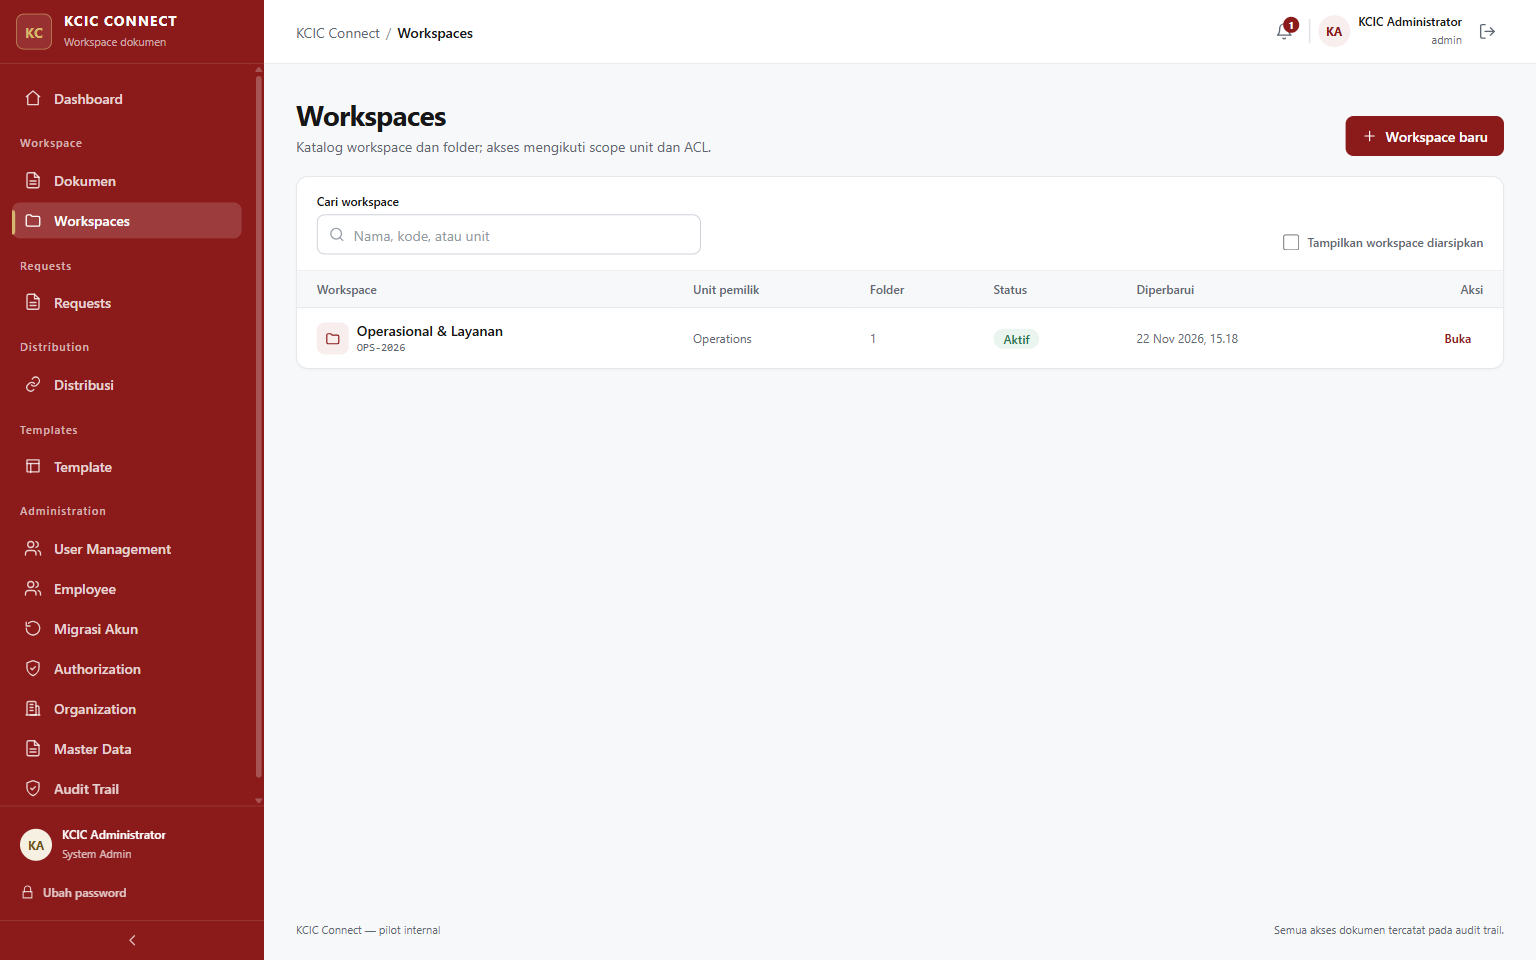 KC
KCIC CONNECT
Workspace dokumen
Dashboard
Workspace
Dokumen
Workspaces
Requests
Requests
Distribution
Distribusi
Templates
Template
Administration
User Management
Employee
Migrasi Akun
Authorization
Organization
Master Data
Audit Trail
KA
KCIC Administrator
System Admin
Ubah password
KCIC Connect / Workspaces
1
KA
KCIC Administrator
admin
Workspaces
Katalog workspace dan folder; akses mengikuti scope unit dan ACL.
Workspace baru
Cari workspace
Nama, kode, atau unit
Tampilkan workspace diarsipkan
Workspace Unit pemilik Folder Status Diperbarui Aksi
Operasional & Layanan
OPS-2026
Operations 1 Aktif 22 Nov 2026, 15.18 Buka
KCIC Connect — pilot internal
Semua akses dokumen tercatat pada audit trail.